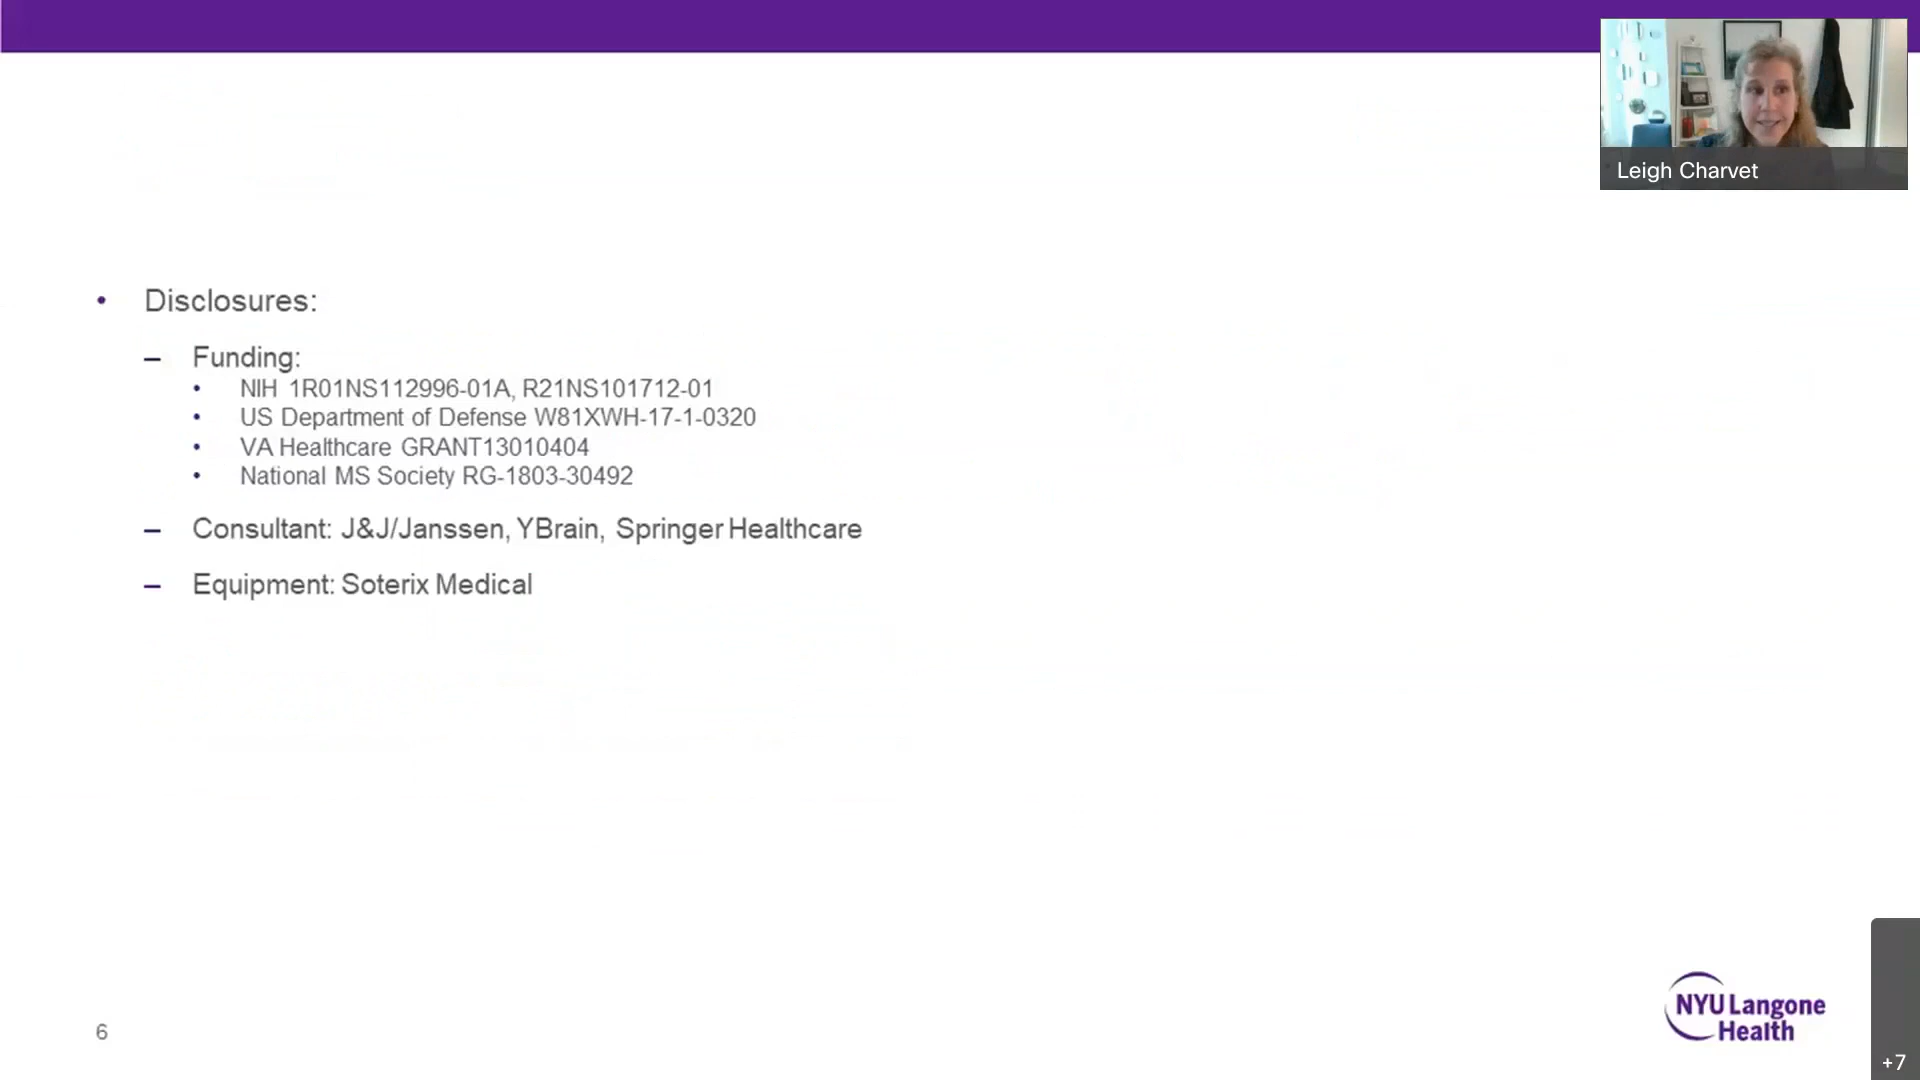 Leigh Charvet
• Disclosures:
– Funding:
• NIH 1R01NS112996-01A, R21NS101712-01
• US Department of Defense W81XWH-17-1-0320
• VA Healthcare GRANT13010404
• National MS Society RG-1803-30492
– Consultant: J&J/Janssen, YBrain, Springer Healthcare
– Equipment: Soterix Medical
NYU Langone
Health
6
+7